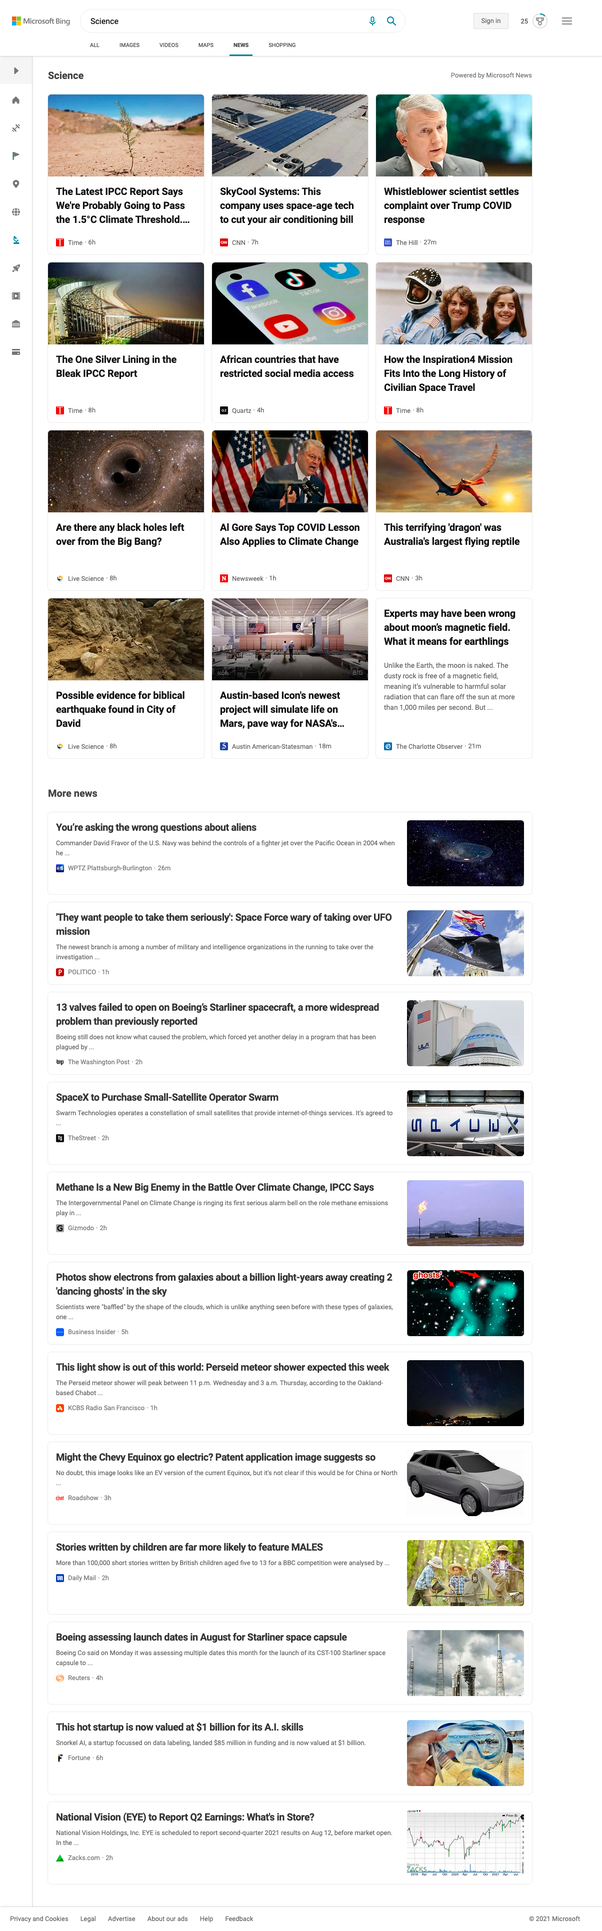 Microsoft Bing
Science
Sign in
25
ALL IMAGES VIDEOS MAPS NEWS SHOPPING
Science
Powered by Microsoft News
The Latest IPCC Report Says
We're Probably Going to Pass
the 1.5°C Climate Threshold....
Time · 6h
SkyCool Systems: This
company uses space-age tech
to cut your air conditioning bill
CNN · 7h
Whistleblower scientist settles
complaint over Trump COVID
response
The Hill · 27m
The One Silver Lining in the
Bleak IPCC Report
Time · 8h
Facebook
Twitter
Instagram
African countries that have
restricted social media access
Quartz · 4h
How the Inspiration4 Mission
Fits Into the Long History of
Civilian Space Travel
Time · 8h
Are there any black holes left
over from the Big Bang?
Live Science · 8h
Al Gore Says Top COVID Lesson
Also Applies to Climate Change
Newsweek · 1h
This terrifying 'dragon' was
Australia's largest flying reptile
CNN · 3h
Possible evidence for biblical
earthquake found in City of
David
Live Science · 8h
Austin-based Icon's newest
project will simulate life on
Mars, pave way for NASA's...
Austin American-Statesman · 18m
Experts may have been wrong
about moon's magnetic field.
What it means for earthlings
Unlike the Earth, the moon is naked. The
dusty rock is free of a magnetic field,
meaning it's vulnerable to harmful solar
radiation that can flare off the sun at more
than 1,000 miles per second. But ...
The Charlotte Observer · 21m
More news
You're asking the wrong questions about aliens
Commander David Fravor of the U.S. Navy was behind the controls of a fighter jet over the Pacific Ocean in 2004 when
he ...
WPTZ Plattsburgh-Burlington · 26m
'They want people to take them seriously': Space Force wary of taking over UFO
mission
The newest branch is among a number of military and intelligence organizations in the running to take over the
investigation ...
POLITICO · 1h
13 valves failed to open on Boeing's Starliner spacecraft, a more widespread
problem than previously reported
Boeing still does not know what caused the problem, which forced yet another delay in a program that has been
plagued by ...
The Washington Post · 2h
ULA
SpaceX to Purchase Small-Satellite Operator Swarm
Swarm Technologies operates a constellation of small satellites that provide internet-of-things services. It's agreed to
...
TheStreet · 2h
SPACEX
Methane Is a New Big Enemy in the Battle Over Climate Change, IPCC Says
The Intergovernmental Panel on Climate Change is ringing its first serious alarm bell on the role methane emissions
play in ...
Gizmodo · 2h
Photos show electrons from galaxies about a billion light-years away creating 2
'dancing ghosts' in the sky
Scientists were "baffled" by the shape of the clouds, which is unlike anything seen before with these types of galaxies,
one ...
Business Insider · 5h
ghosts'
This light show is out of this world: Perseid meteor shower expected this week
The Perseid meteor shower will peak between 11 p.m. Wednesday and 3 a.m. Thursday, according to the Oakland-
based Chabot ...
KCBS Radio San Francisco · 1h
Might the Chevy Equinox go electric? Patent application image suggests so
No doubt, this image looks like an EV version of the current Equinox, but it's not clear if this would be for China or North
...
Roadshow · 3h
Stories written by children are far more likely to feature MALES
More than 100,000 short stories written by British children aged five to 13 for a BBC competition were analysed by ...
Daily Mail · 2h
Boeing assessing launch dates in August for Starliner space capsule
Boeing Co said on Monday it was assessing multiple dates this month for the launch of its CST-100 Starliner space
capsule to ...
Reuters · 4h
This hot startup is now valued at $1 billion for its A.I. skills
Snorkel AI, a startup focussed on data labeling, landed $85 million in funding and is now valued at $1 billion.
Fortune · 6h
National Vision (EYE) to Report Q2 Earnings: What's in Store?
National Vision Holdings, Inc. EYE is scheduled to report second-quarter 2021 results on Aug 12, before market open.
In the ...
Zacks.com · 2h
ZACKS
Privacy and Cookies Legal Advertise About our ads Help Feedback
© 2021 Microsoft